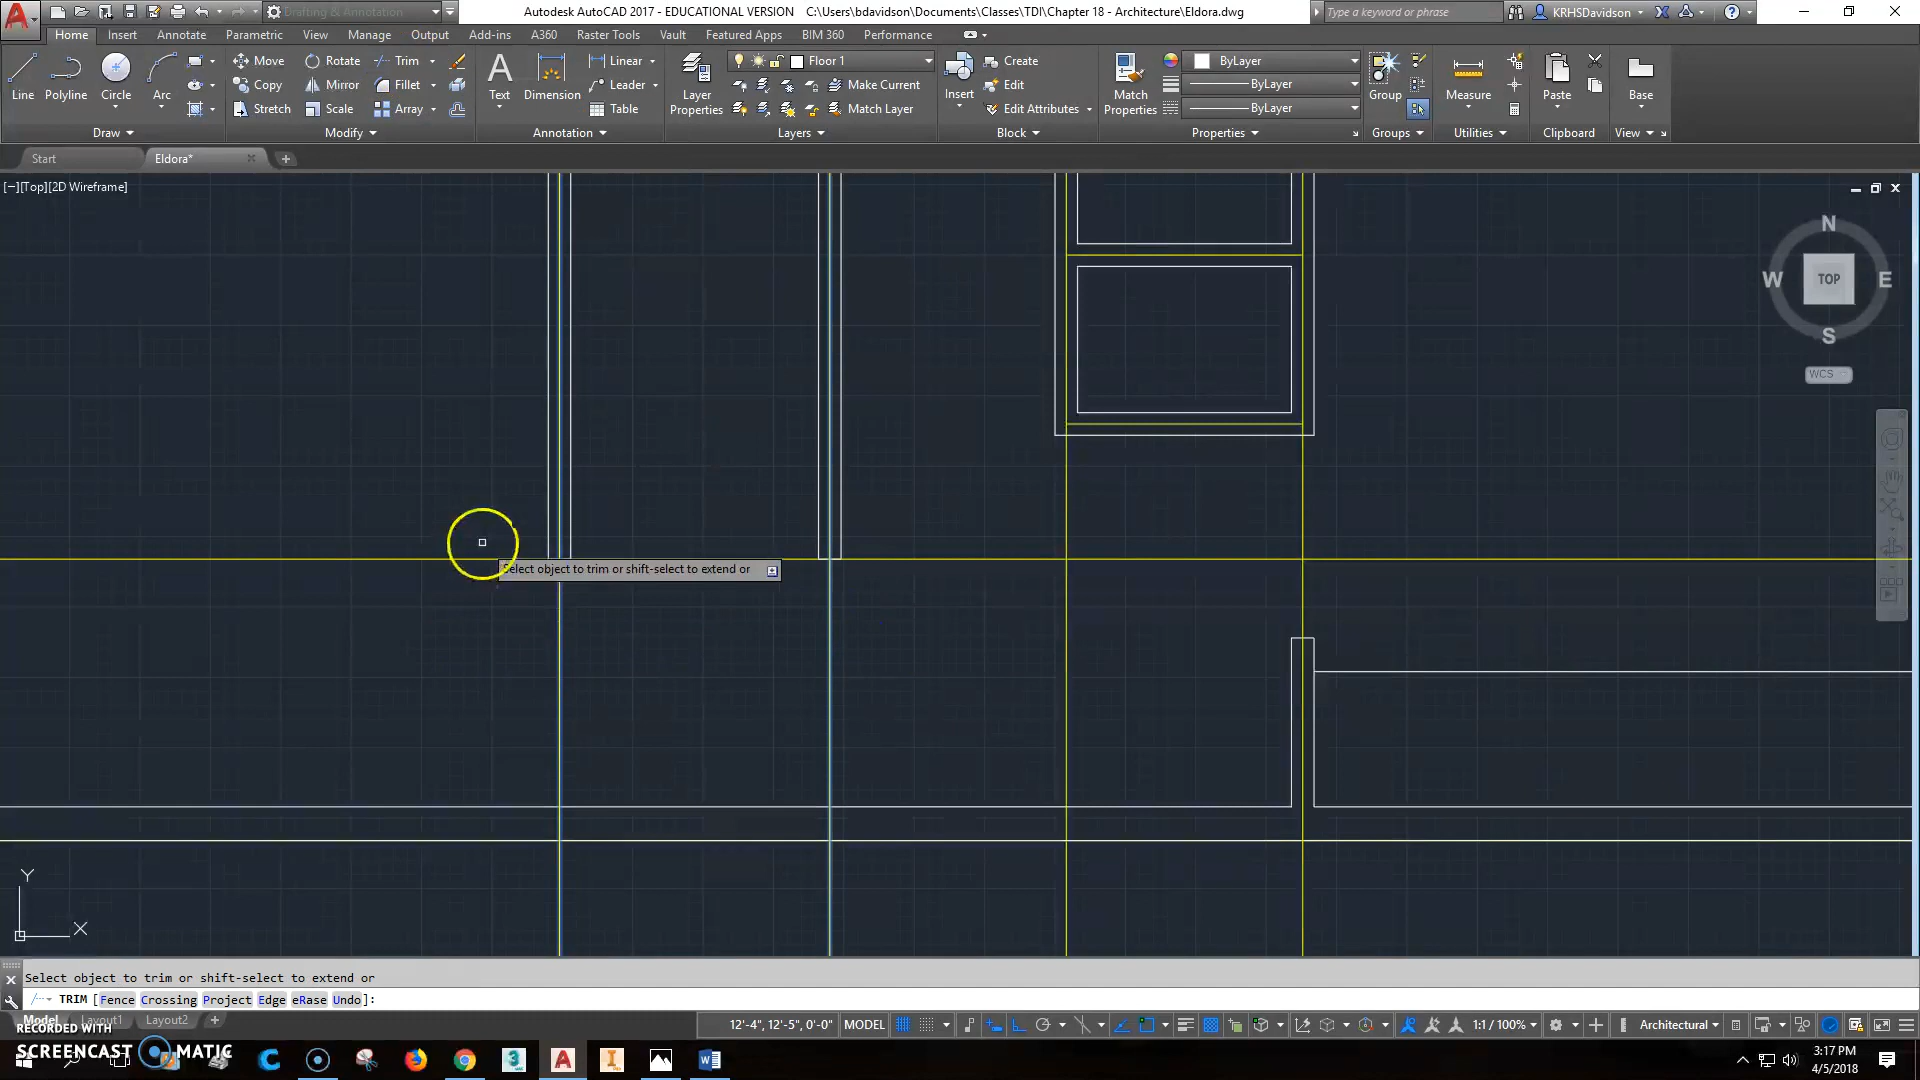 Drafting & Annotation
Autodesk AutoCAD 2017 - EDUCATIONAL VERSION C:\Users\bdavidson\Documents\Classes\TDI\Chapter 18 - Architecture\Eldora.dwg
Type a keyword or phrase
KRHSDavidson
Home Insert Annotate Parametric View Manage Output Add-ins A360 Raster Tools Vault Featured Apps BIM 360 Performance
Line Polyline Circle Arc
Move Rotate Trim
Copy Mirror Fillet
Stretch Scale Array
Text Dimension
Linear
Leader
Table
Layer Properties
Floor 1
Make Current
Match Layer
Insert
Create
Edit
Edit Attributes
Match Properties
ByLayer
ByLayer
ByLayer
Group
Measure
Paste
Base
Draw Modify Annotation Layers Block Properties Groups Utilities Clipboard View
Start Eldora*
[−][Top][2D Wireframe]
N
W TOP E
S
WCS
Select object to trim or shift-select to extend or
Y
X
Select object to trim or shift-select to extend or
TRIM [Fence Crossing Project Edge eRase Undo]:
Model Layout1 Layout2
12'-4", 12'-5", 0'-0" MODEL 1:1 / 100% Architectural
RECORDED WITH
SCREENCAST MATIC
3:17 PM
4/5/2018